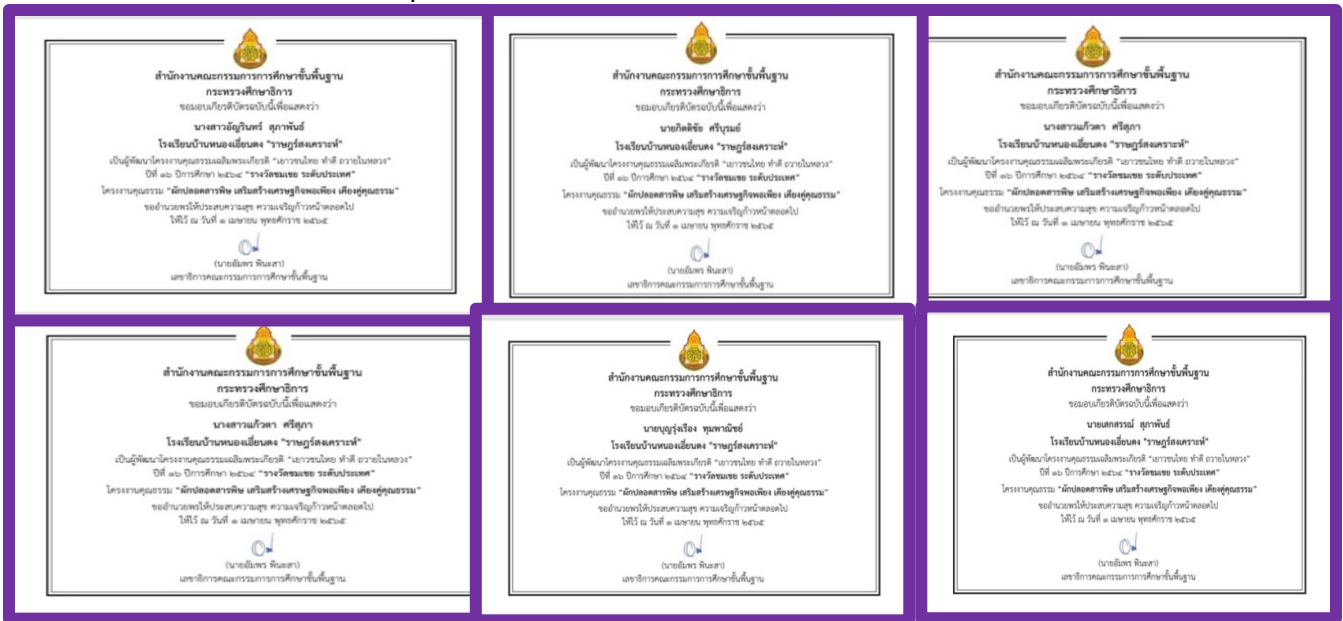 สำนักงานคณะกรรมการการศึกษาขั้นพื้นฐาน
กระทรวงศึกษาธิการ
ขอมอบเกียรติบัตรฉบับนี้เพื่อแสดงว่า
นางสาวอัญรินทร์ สุภาพันธ์
โรงเรียนบ้านหนองเอี่ยนดง "ราษฎร์สงเคราะห์"
เป็นผู้พัฒนาโครงงานคุณธรรมเฉลิมพระเกียรติ "เยาวชนไทย ทำดี ถวายในหลวง"
ปีที่ ๑๖ ปีการศึกษา ๒๕๖๔ "รางวัลชมเชย ระดับประเทศ"
โครงงานคุณธรรม "ผักปลอดสารพิษ เสริมสร้างเศรษฐกิจพอเพียง เคียงคู่คุณธรรม"
ขออำนวยพรให้ประสบความสุข ความเจริญก้าวหน้าตลอดไป
ให้ไว้ ณ วันที่ ๑ เมษายน พุทธศักราช ๒๕๖๕
(นายอัมพร พินะสา)
เลขาธิการคณะกรรมการการศึกษาขั้นพื้นฐาน
สำนักงานคณะกรรมการการศึกษาขั้นพื้นฐาน
กระทรวงศึกษาธิการ
ขอมอบเกียรติบัตรฉบับนี้เพื่อแสดงว่า
นายกิตติชัย ศรีบุรมย์
โรงเรียนบ้านหนองเอี่ยนดง "ราษฎร์สงเคราะห์"
เป็นผู้พัฒนาโครงงานคุณธรรมเฉลิมพระเกียรติ "เยาวชนไทย ทำดี ถวายในหลวง"
ปีที่ ๑๖ ปีการศึกษา ๒๕๖๔ "รางวัลชมเชย ระดับประเทศ"
โครงงานคุณธรรม "ผักปลอดสารพิษ เสริมสร้างเศรษฐกิจพอเพียง เคียงคู่คุณธรรม"
ขออำนวยพรให้ประสบความสุข ความเจริญก้าวหน้าตลอดไป
ให้ไว้ ณ วันที่ ๑ เมษายน พุทธศักราช ๒๕๖๕
(นายอัมพร พินะสา)
เลขาธิการคณะกรรมการการศึกษาขั้นพื้นฐาน
สำนักงานคณะกรรมการการศึกษาขั้นพื้นฐาน
กระทรวงศึกษาธิการ
ขอมอบเกียรติบัตรฉบับนี้เพื่อแสดงว่า
นางสาวแก้วตา ศรีสุภา
โรงเรียนบ้านหนองเอี่ยนดง "ราษฎร์สงเคราะห์"
เป็นผู้พัฒนาโครงงานคุณธรรมเฉลิมพระเกียรติ "เยาวชนไทย ทำดี ถวายในหลวง"
ปีที่ ๑๖ ปีการศึกษา ๒๕๖๔ "รางวัลชมเชย ระดับประเทศ"
โครงงานคุณธรรม "ผักปลอดสารพิษ เสริมสร้างเศรษฐกิจพอเพียง เคียงคู่คุณธรรม"
ขออำนวยพรให้ประสบความสุข ความเจริญก้าวหน้าตลอดไป
ให้ไว้ ณ วันที่ ๑ เมษายน พุทธศักราช ๒๕๖๕
(นายอัมพร พินะสา)
เลขาธิการคณะกรรมการการศึกษาขั้นพื้นฐาน
สำนักงานคณะกรรมการการศึกษาขั้นพื้นฐาน
กระทรวงศึกษาธิการ
ขอมอบเกียรติบัตรฉบับนี้เพื่อแสดงว่า
นางสาวแก้วตา ศรีสุภา
โรงเรียนบ้านหนองเอี่ยนดง "ราษฎร์สงเคราะห์"
เป็นผู้พัฒนาโครงงานคุณธรรมเฉลิมพระเกียรติ "เยาวชนไทย ทำดี ถวายในหลวง"
ปีที่ ๑๖ ปีการศึกษา ๒๕๖๔ "รางวัลชมเชย ระดับประเทศ"
โครงงานคุณธรรม "ผักปลอดสารพิษ เสริมสร้างเศรษฐกิจพอเพียง เคียงคู่คุณธรรม"
ขออำนวยพรให้ประสบความสุข ความเจริญก้าวหน้าตลอดไป
ให้ไว้ ณ วันที่ ๑ เมษายน พุทธศักราช ๒๕๖๕
(นายอัมพร พินะสา)
เลขาธิการคณะกรรมการการศึกษาขั้นพื้นฐาน
สำนักงานคณะกรรมการการศึกษาขั้นพื้นฐาน
กระทรวงศึกษาธิการ
ขอมอบเกียรติบัตรฉบับนี้เพื่อแสดงว่า
นายบุญรุ่งเรือง ทุมพาณิชย์
โรงเรียนบ้านหนองเอี่ยนดง "ราษฎร์สงเคราะห์"
เป็นผู้พัฒนาโครงงานคุณธรรมเฉลิมพระเกียรติ "เยาวชนไทย ทำดี ถวายในหลวง"
ปีที่ ๑๖ ปีการศึกษา ๒๕๖๔ "รางวัลชมเชย ระดับประเทศ"
โครงงานคุณธรรม "ผักปลอดสารพิษ เสริมสร้างเศรษฐกิจพอเพียง เคียงคู่คุณธรรม"
ขออำนวยพรให้ประสบความสุข ความเจริญก้าวหน้าตลอดไป
ให้ไว้ ณ วันที่ ๑ เมษายน พุทธศักราช ๒๕๖๕
(นายอัมพร พินะสา)
เลขาธิการคณะกรรมการการศึกษาขั้นพื้นฐาน
สำนักงานคณะกรรมการการศึกษาขั้นพื้นฐาน
กระทรวงศึกษาธิการ
ขอมอบเกียรติบัตรฉบับนี้เพื่อแสดงว่า
นายเสกสรรณ์ สุภาพันธ์
โรงเรียนบ้านหนองเอี่ยนดง "ราษฎร์สงเคราะห์"
เป็นผู้พัฒนาโครงงานคุณธรรมเฉลิมพระเกียรติ "เยาวชนไทย ทำดี ถวายในหลวง"
ปีที่ ๑๖ ปีการศึกษา ๒๕๖๔ "รางวัลชมเชย ระดับประเทศ"
โครงงานคุณธรรม "ผักปลอดสารพิษ เสริมสร้างเศรษฐกิจพอเพียง เคียงคู่คุณธรรม"
ขออำนวยพรให้ประสบความสุข ความเจริญก้าวหน้าตลอดไป
ให้ไว้ ณ วันที่ ๑ เมษายน พุทธศักราช ๒๕๖๕
(นายอัมพร พินะสา)
เลขาธิการคณะกรรมการการศึกษาขั้นพื้นฐาน